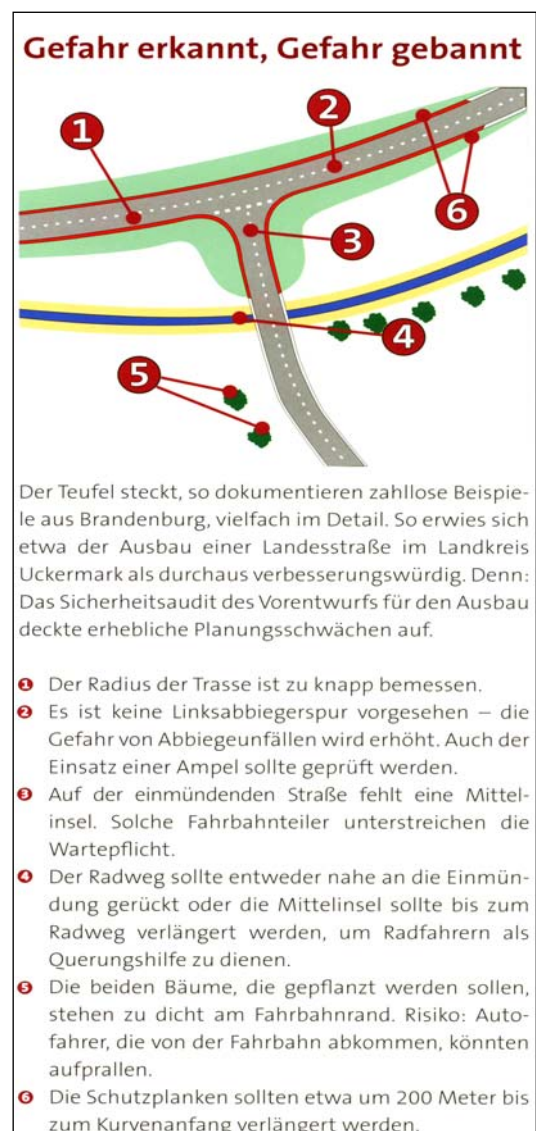 Gefahr erkannt, Gefahr gebannt
1
2
3
6
4
5
Der Teufel steckt, so dokumentieren zahllose Beispie-
le aus Brandenburg, vielfach im Detail. So erwies sich
etwa der Ausbau einer Landesstraße im Landkreis
Uckermark als durchaus verbesserungswürdig. Denn:
Das Sicherheitsaudit des Vorentwurfs für den Ausbau
deckte erhebliche Planungsschwächen auf.
1 Der Radius der Trasse ist zu knapp bemessen.
2 Es ist keine Linksabbiegerspur vorgesehen – die
Gefahr von Abbiegeunfällen wird erhöht. Auch der
Einsatz einer Ampel sollte geprüft werden.
3 Auf der einmündenden Straße fehlt eine Mittel-
insel. Solche Fahrbahnteiler unterstreichen die
Wartepflicht.
4 Der Radweg sollte entweder nahe an die Einmün-
dung gerückt oder die Mittelinsel sollte bis zum
Radweg verlängert werden, um Radfahrern als
Querungshilfe zu dienen.
5 Die beiden Bäume, die gepflanzt werden sollen,
stehen zu dicht am Fahrbahnrand. Risiko: Auto-
fahrer, die von der Fahrbahn abkommen, könnten
aufprallen.
6 Die Schutzplanken sollten etwa um 200 Meter bis
zum Kurvenanfang verlängert werden.